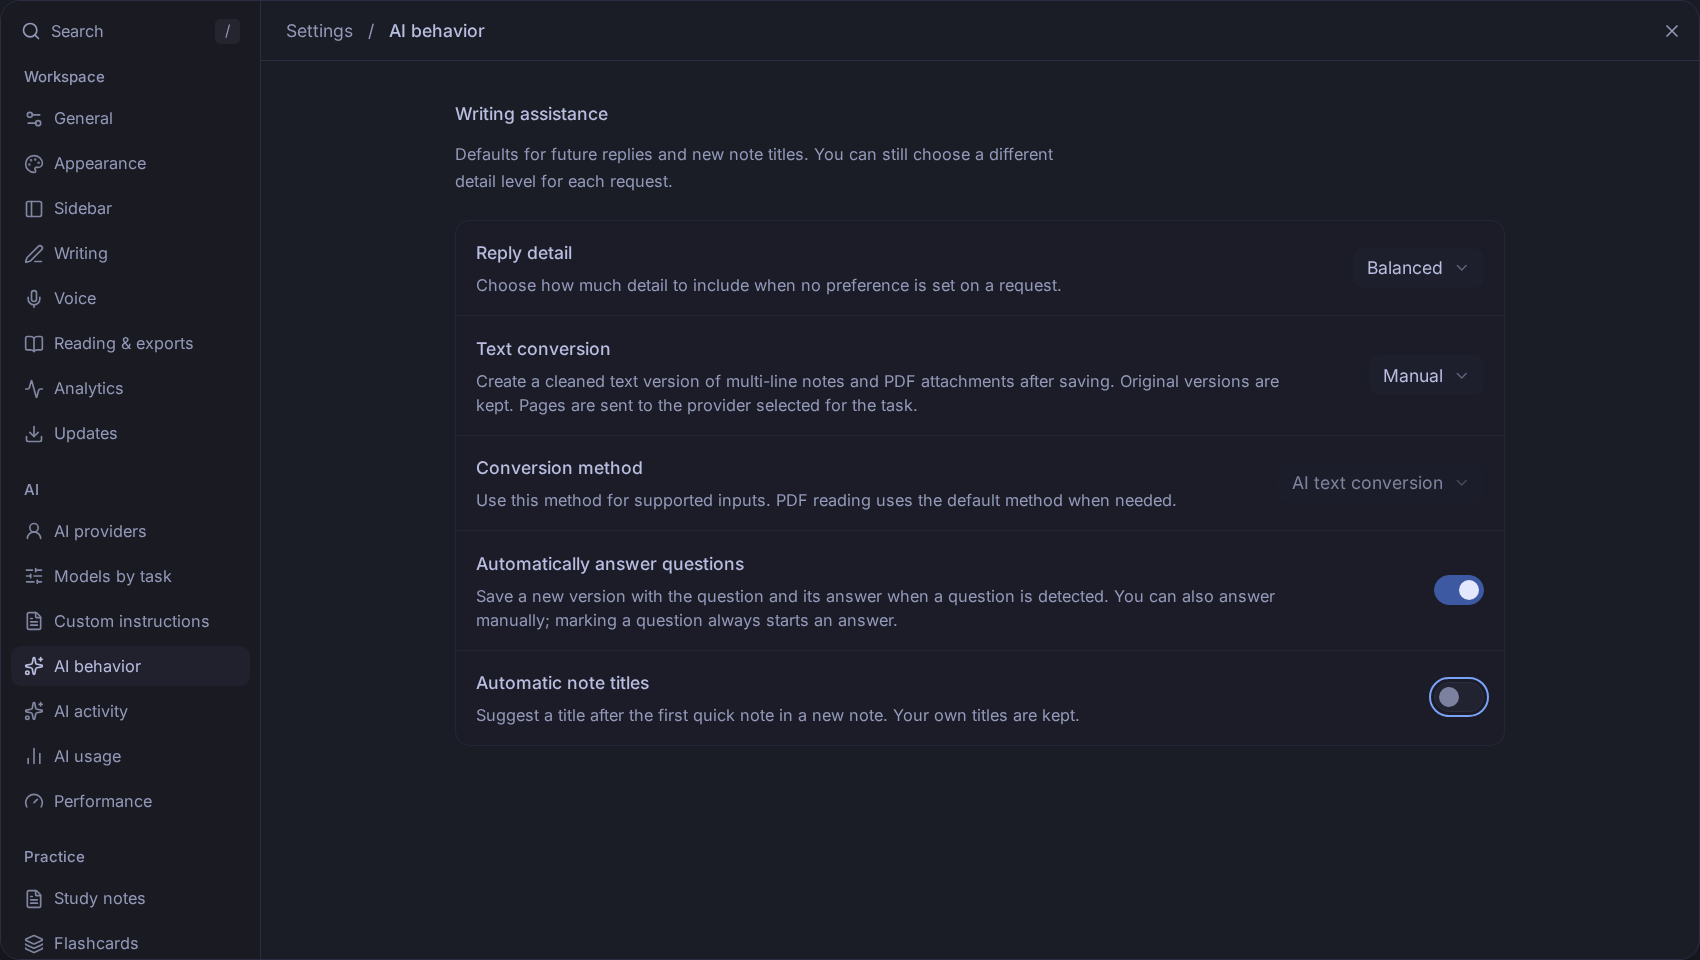 Search
/
Workspace
General
Appearance
Sidebar
Writing
Voice
Reading & exports
Analytics
Updates
AI
AI providers
Models by task
Custom instructions
AI behavior
AI activity
AI usage
Performance
Practice
Study notes
Flashcards
Settings / AI behavior
Writing assistance
Defaults for future replies and new note titles. You can still choose a different
detail level for each request.
Reply detail
Choose how much detail to include when no preference is set on a request.
Balanced
Text conversion
Create a cleaned text version of multi-line notes and PDF attachments after saving. Original versions are
kept. Pages are sent to the provider selected for the task.
Manual
Conversion method
Use this method for supported inputs. PDF reading uses the default method when needed.
AI text conversion
Automatically answer questions
Save a new version with the question and its answer when a question is detected. You can also answer
manually; marking a question always starts an answer.
Automatic note titles
Suggest a title after the first quick note in a new note. Your own titles are kept.